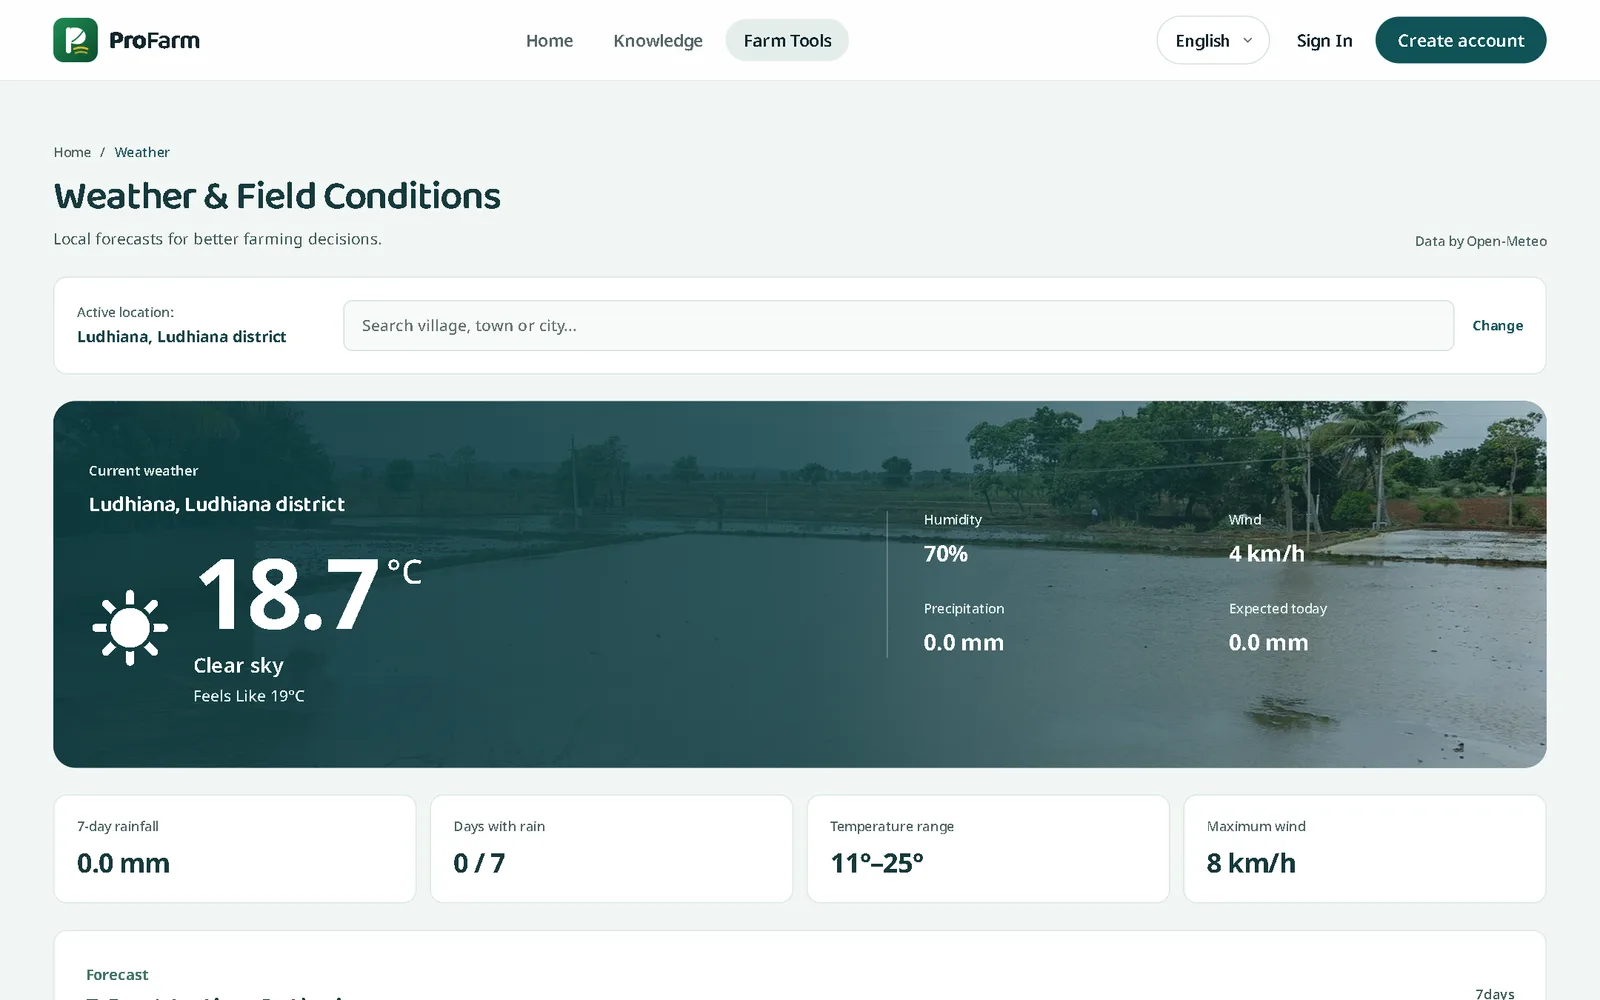 ProFarm
Home
Knowledge
Farm Tools
English
Sign In
Create account
Home / Weather
Weather & Field Conditions
Local forecasts for better farming decisions.
Data by Open-Meteo
Active location:
Ludhiana, Ludhiana district
Search village, town or city...
Change
Current weather
Ludhiana, Ludhiana district
18.7 °C
Clear sky
Feels Like 19°C
Humidity
70%
Wind
4 km/h
Precipitation
0.0 mm
Expected today
0.0 mm
7-day rainfall
0.0 mm
Days with rain
0 / 7
Temperature range
11°–25°
Maximum wind
8 km/h
Forecast
7days